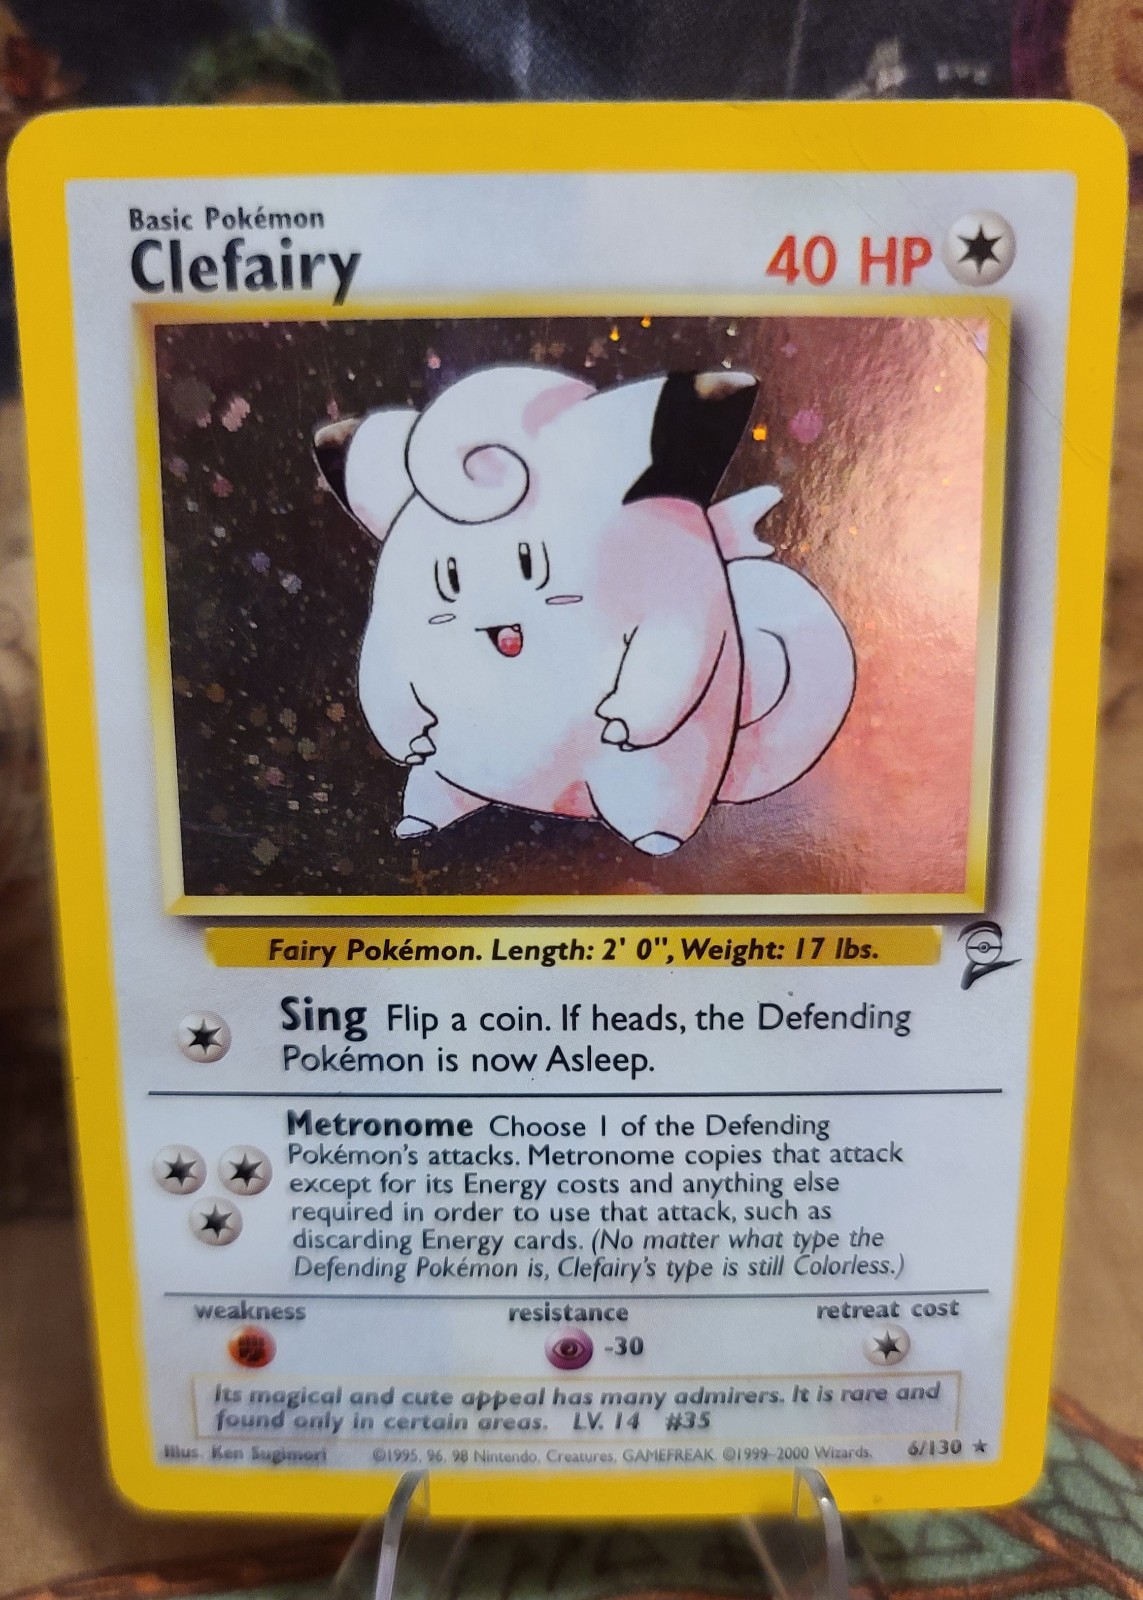 Basic Pokémon
Clefairy
40 HP
Fairy Pokémon. Length: 2' 0", Weight: 17 lbs.
Sing Flip a coin. If heads, the Defending
Pokémon is now Asleep.
Metronome Choose 1 of the Defending
Pokémon's attacks. Metronome copies that attack
except for its Energy costs and anything else
required in order to use that attack, such as
discarding Energy cards. (No matter what type the
Defending Pokémon is, Clefairy's type is still Colorless.)
weakness resistance retreat cost
-30
Its magical and cute appeal has many admirers. It is rare and
found only in certain areas. LV. 14 #35
Illus. Ken Sugimori ©1995, 96, 98 Nintendo, Creatures, GAMEFREAK. ©1999-2000 Wizards. 6/130 ★